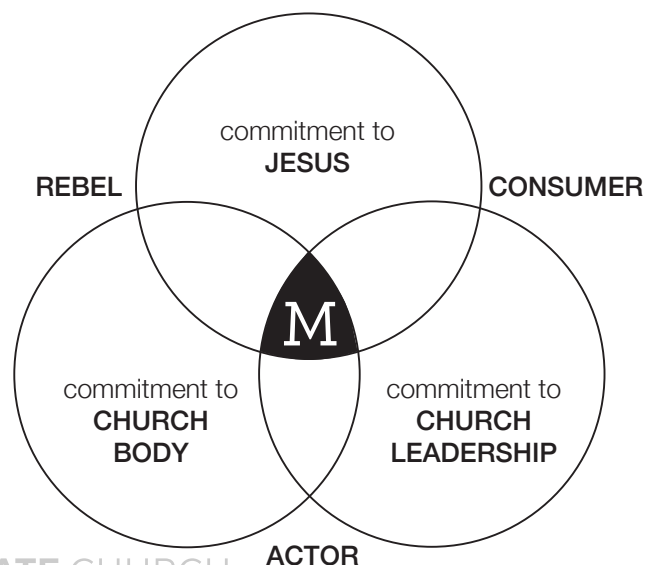 commitment to
JESUS
REBEL
CONSUMER
M
commitment to
CHURCH
BODY
commitment to
CHURCH
LEADERSHIP
ACTOR